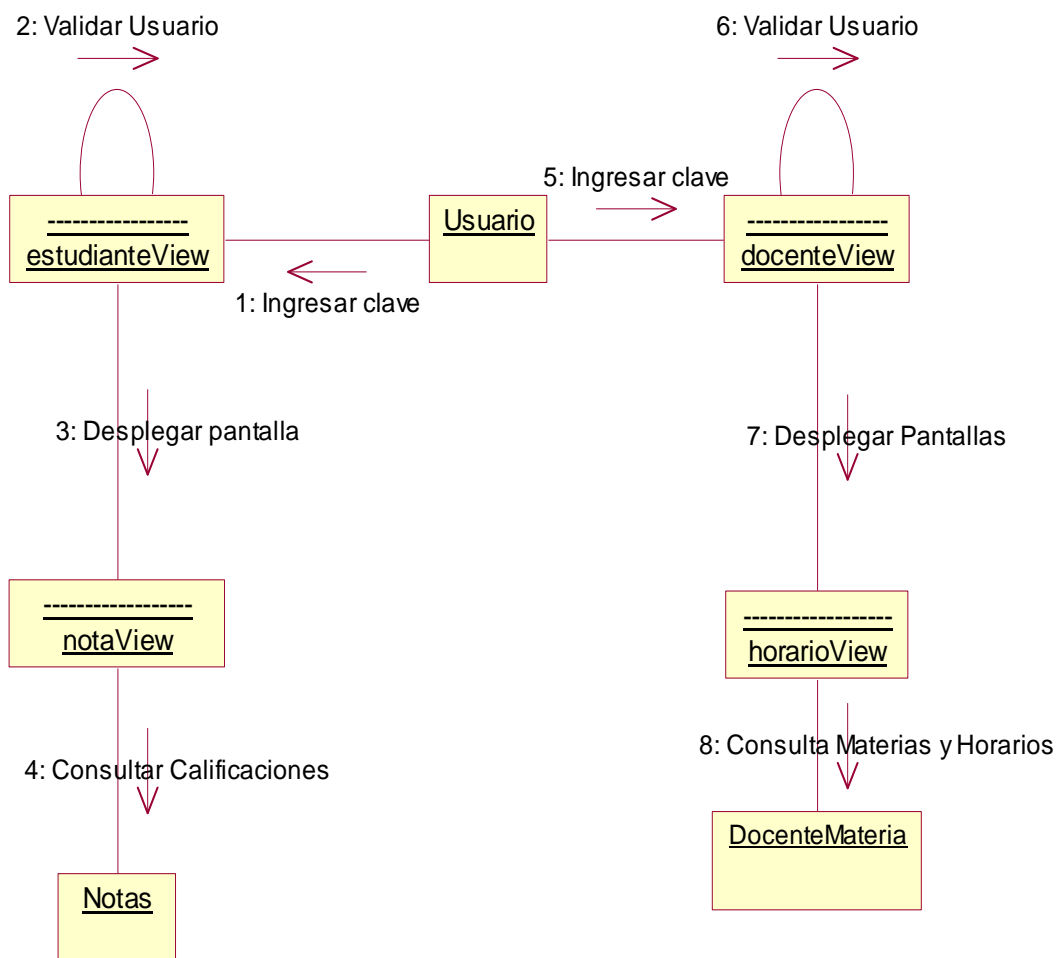 2: Validar Usuario
6: Validar Usuario
5: Ingresar clave
-----------------
estudianteView
Usuario
-----------------
docenteView
1: Ingresar clave
3: Desplegar pantalla
7: Desplegar Pantallas
------------------
notaView
------------------
horarioView
4: Consultar Calificaciones
8: Consulta Materias y Horarios
DocenteMateria
Notas